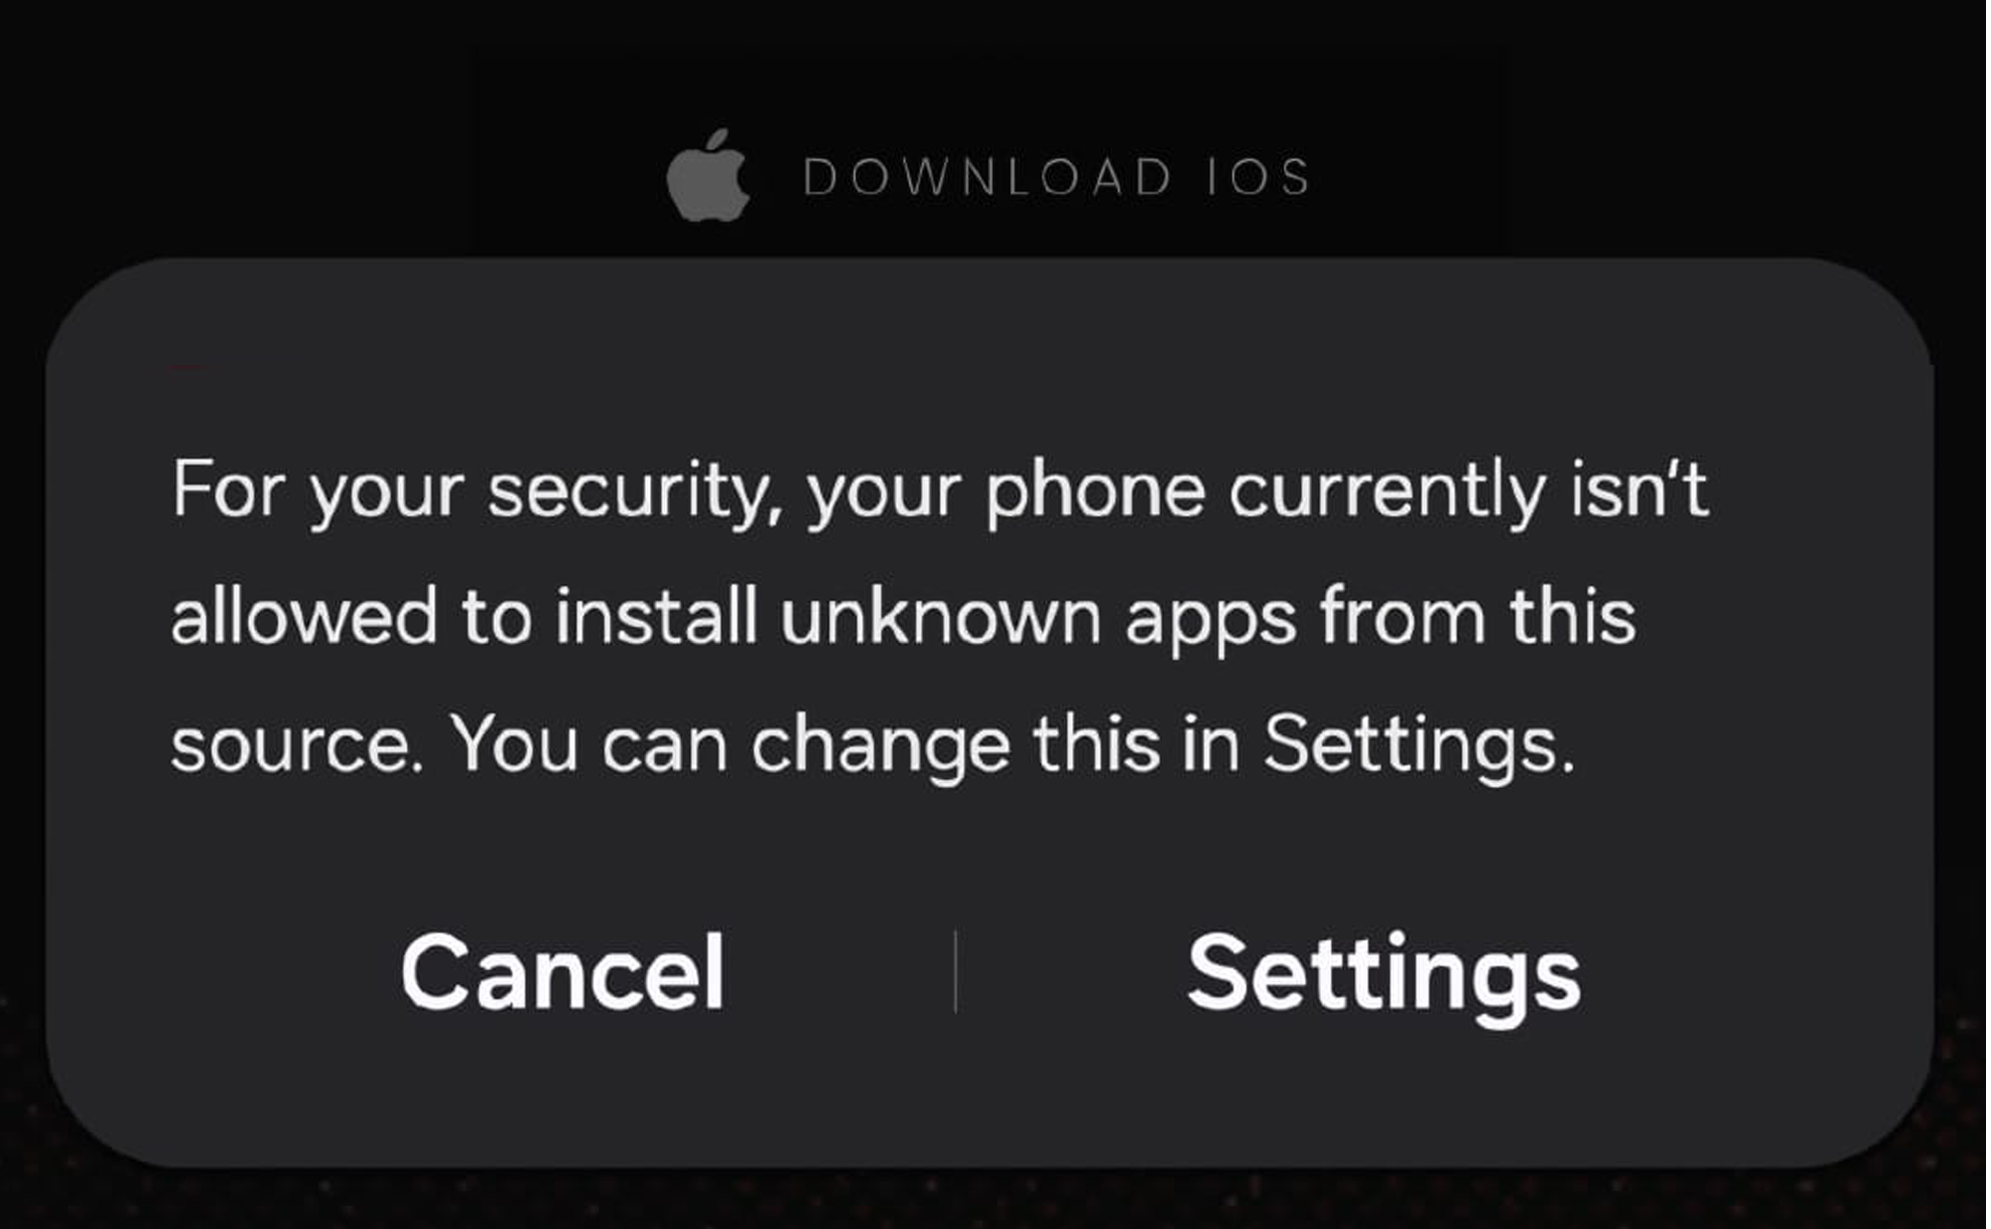 DOWNLOAD IOS
For your security, your phone currently isn't
allowed to install unknown apps from this
source. You can change this in Settings.
Cancel
Settings